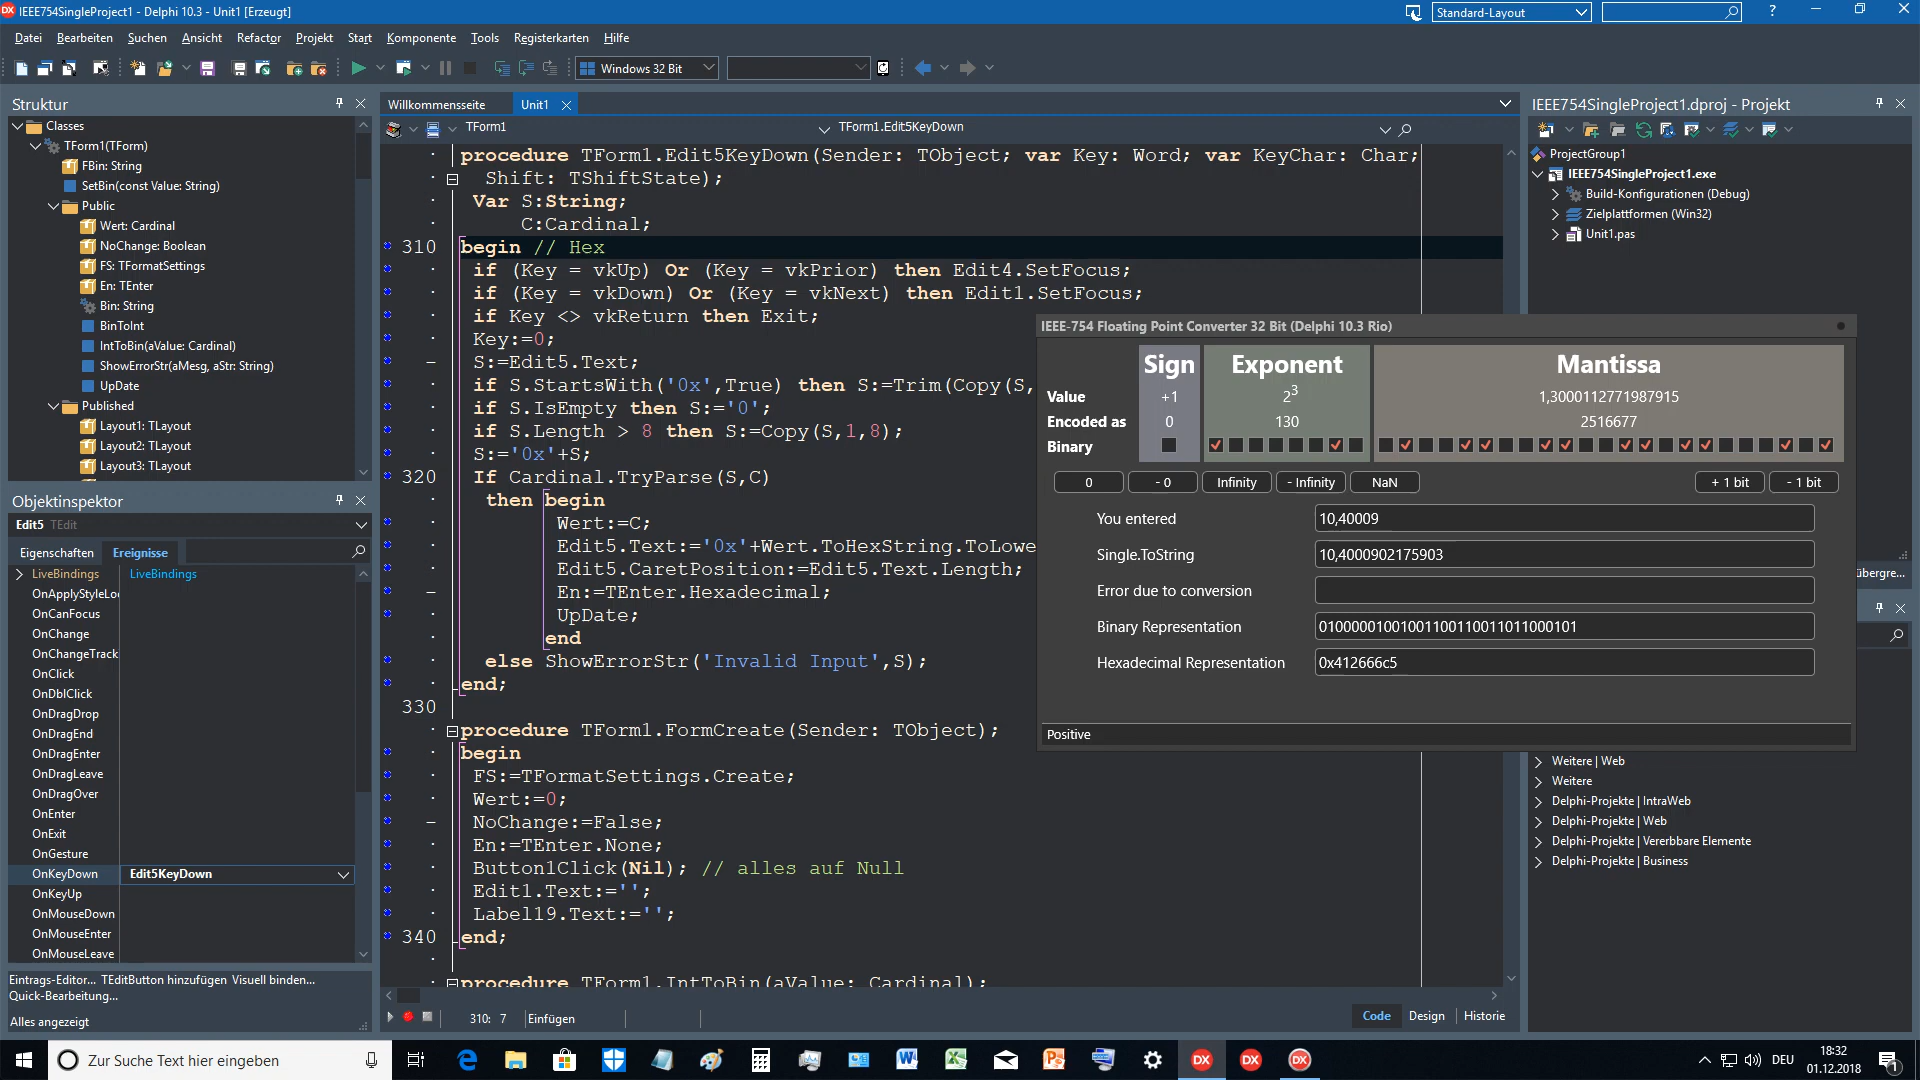 IEEE754SingleProject1 - Delphi 10.3 - Unit1 [Erzeugt]
Standard-Layout
Datei Bearbeiten Suchen Ansicht Refactor Projekt Start Komponente Tools Registerkarten Hilfe
Windows 32 Bit
Struktur
Classes
TForm1(TForm)
FBin: String
SetBin(const Value: String)
Public
Wert: Cardinal
NoChange: Boolean
FS: TFormatSettings
En: TEnter
Bin: String
BinToInt
IntToBin(aValue: Cardinal)
ShowErrorStr(aMesg, aStr: String)
UpDate
Published
Layout1: TLayout
Layout2: TLayout
Layout3: TLayout
Objektinspektor
Edit5 TEdit
Eigenschaften Ereignisse
LiveBindings LiveBindings
OnApplyStyleLo
OnCanFocus
OnChange
OnChangeTrack
OnClick
OnDblClick
OnDragDrop
OnDragEnd
OnDragEnter
OnDragLeave
OnDragOver
OnEnter
OnExit
OnGesture
OnKeyDown Edit5KeyDown
OnKeyUp
OnMouseDown
OnMouseEnter
OnMouseLeave
Eintrags-Editor... TEditButton hinzufügen Visuell binden...
Quick-Bearbeitung...
Alles angezeigt
Willkommensseite Unit1
TForm1 TForm1.Edit5KeyDown
procedure TForm1.Edit5KeyDown(Sender: TObject; var Key: Word; var KeyChar: Char;
Shift: TShiftState);
Var S:String;
C:Cardinal;
310 begin // Hex
if (Key = vkUp) Or (Key = vkPrior) then Edit4.SetFocus;
if (Key = vkDown) Or (Key = vkNext) then Edit1.SetFocus;
if Key <> vkReturn then Exit;
Key:=0;
S:=Edit5.Text;
if S.StartsWith('0x',True) then S:=Trim(Copy(S,
if S.IsEmpty then S:='0';
if S.Length > 8 then S:=Copy(S,1,8);
S:='0x'+S;
320 If Cardinal.TryParse(S,C)
then begin
Wert:=C;
Edit5.Text:='0x'+Wert.ToHexString.ToLowe
Edit5.CaretPosition:=Edit5.Text.Length;
En:=TEnter.Hexadecimal;
UpDate;
end
else ShowErrorStr('Invalid Input',S);
end;
330
procedure TForm1.FormCreate(Sender: TObject);
begin
FS:=TFormatSettings.Create;
Wert:=0;
NoChange:=False;
En:=TEnter.None;
Button1Click(Nil); // alles auf Null
Edit1.Text:='';
Label19.Text:='';
340 end;
procedure TForm1.IntToBin(aValue: Cardinal);
310: 7 Einfügen
Code Design Historie
IEEE-754 Floating Point Converter 32 Bit (Delphi 10.3 Rio)
Sign Exponent Mantissa
Value +1 2³ 1,3000112771987915
Encoded as 0 130 2516677
Binary
0 - 0 Infinity - Infinity NaN + 1 bit - 1 bit
You entered 10,40009
Single.ToString 10,4000902175903
Error due to conversion
Binary Representation 01000001001001100110011011000101
Hexadecimal Representation 0x412666c5
Positive
IEEE754SingleProject1.dproj - Projekt
ProjectGroup1
IEEE754SingleProject1.exe
Build-Konfigurationen (Debug)
Zielplattformen (Win32)
Unit1.pas
übergre...
Weitere | Web
Weitere
Delphi-Projekte | IntraWeb
Delphi-Projekte | Web
Delphi-Projekte | Vererbbare Elemente
Delphi-Projekte | Business
Zur Suche Text hier eingeben
DEU
18:32
01.12.2018
1